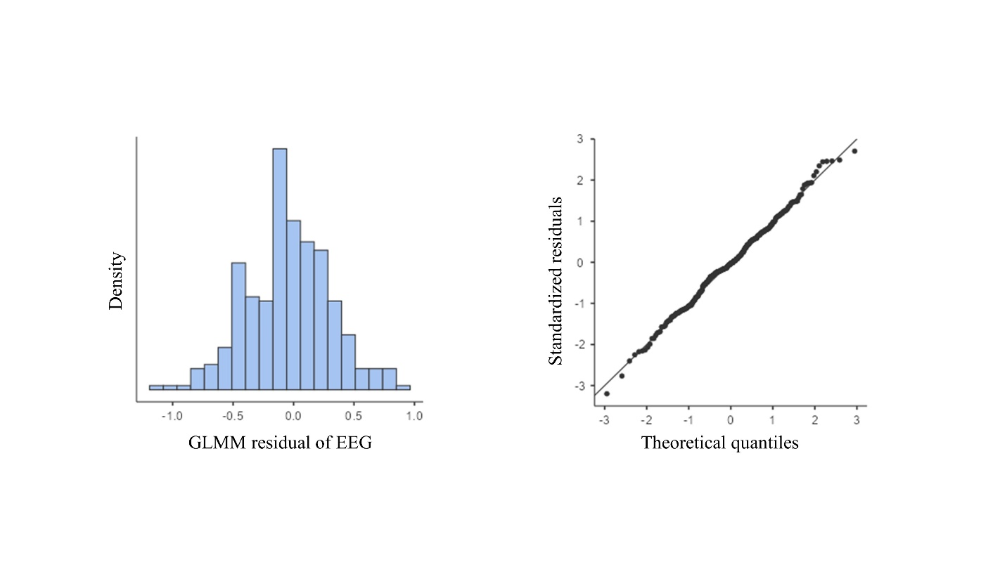 Density
-1.0 -0.5 0.0 0.5 1.0
GLMM residual of EEG
Standardized residuals
3
2
1
0
-1
-2
-3
-3 -2 -1 0 1 2 3
Theoretical quantiles